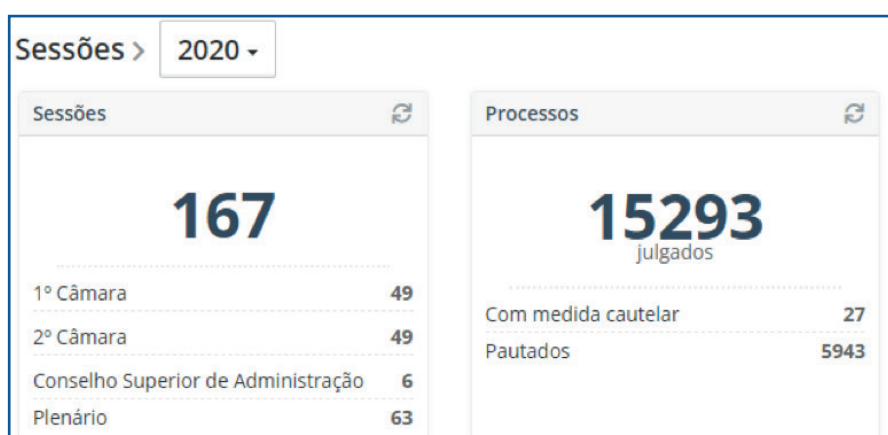 Sessões > 2020
Sessões
167
1º Câmara 49
2º Câmara 49
Conselho Superior de Administração 6
Plenário 63
Processos
15293
julgados
Com medida cautelar 27
Pautados 5943